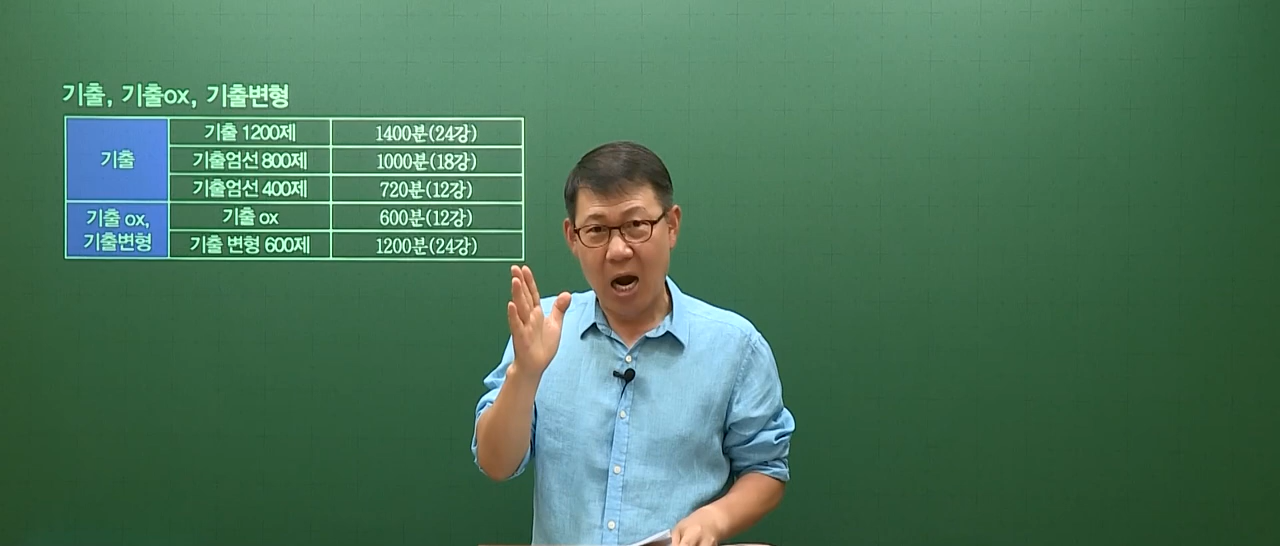 기출, 기출ox, 기출변형
기출
기출 1200제 1400분(24강)
기출엄선 800제 1000분(18강)
기출엄선 400제 720분(12강)
기출 ox,
기출변형
기출 ox 600분(12강)
기출 변형 600제 1200분(24강)